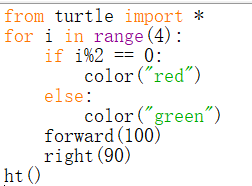 from turtle import *
for i in range(4):
    if i%2 == 0:
        color("red")
    else:
        color("green")
    forward(100)
    right(90)
ht()